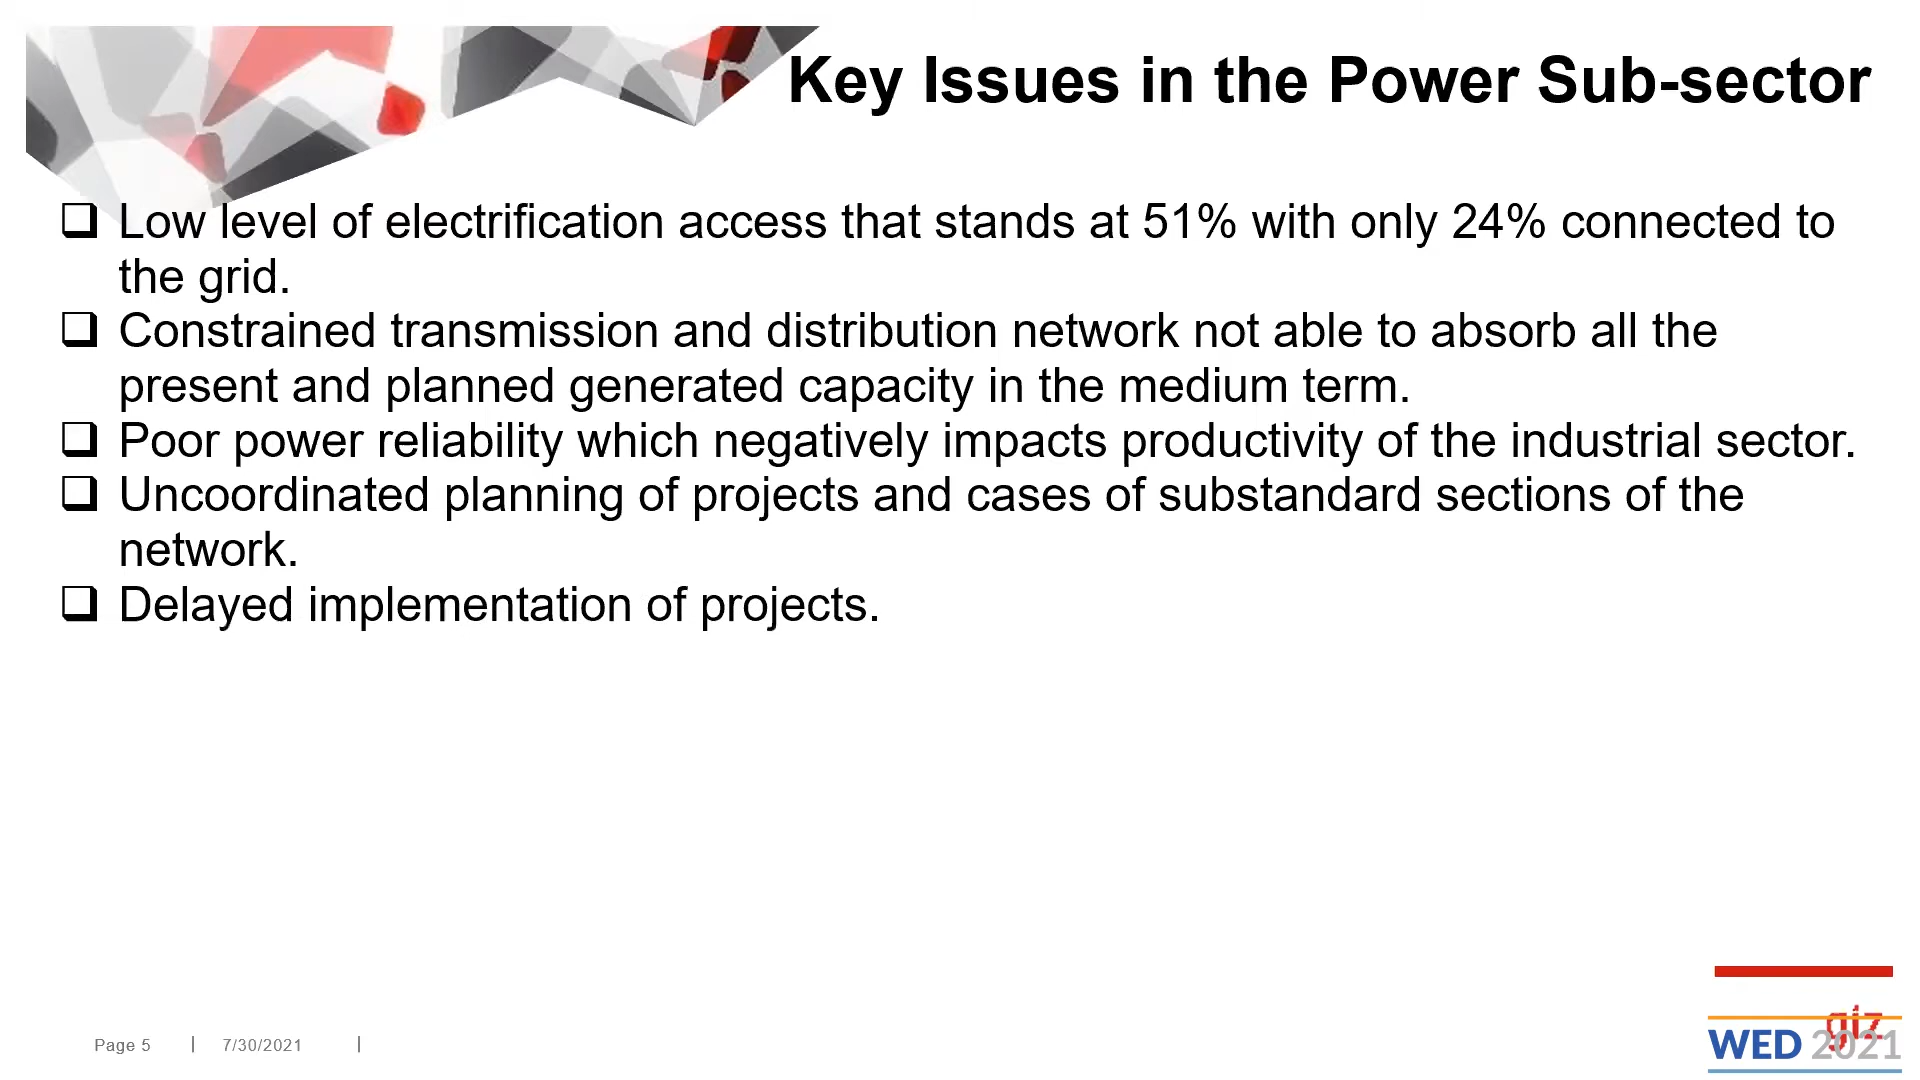 Key Issues in the Power Sub-sector
❑ Low level of electrification access that stands at 51% with only 24% connected to
the grid.
❑ Constrained transmission and distribution network not able to absorb all the
present and planned generated capacity in the medium term.
❑ Poor power reliability which negatively impacts productivity of the industrial sector.
❑ Uncoordinated planning of projects and cases of substandard sections of the
network.
❑ Delayed implementation of projects.
Page 5 | 7/30/2021 |
giz
WED 2021